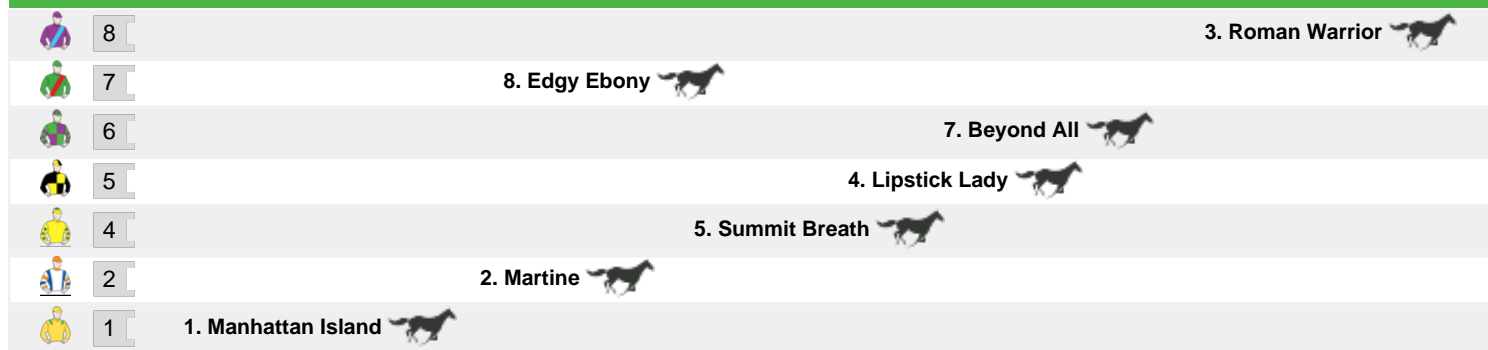 8 3. Roman Warrior
7 8. Edgy Ebony
6 7. Beyond All
5 4. Lipstick Lady
4 5. Summit Breath
2 2. Martine
1 1. Manhattan Island